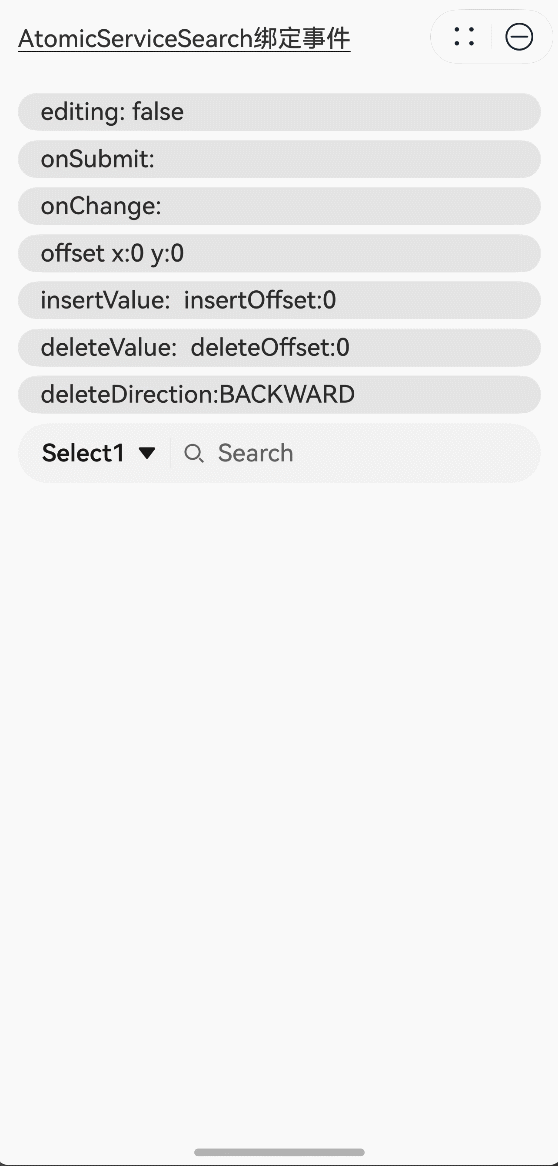 AtomicServiceSearch绑定事件
editing: false
onSubmit:
onChange:
offset x:0 y:0
insertValue:  insertOffset:0
deleteValue:  deleteOffset:0
deleteDirection:BACKWARD
Select1 Search